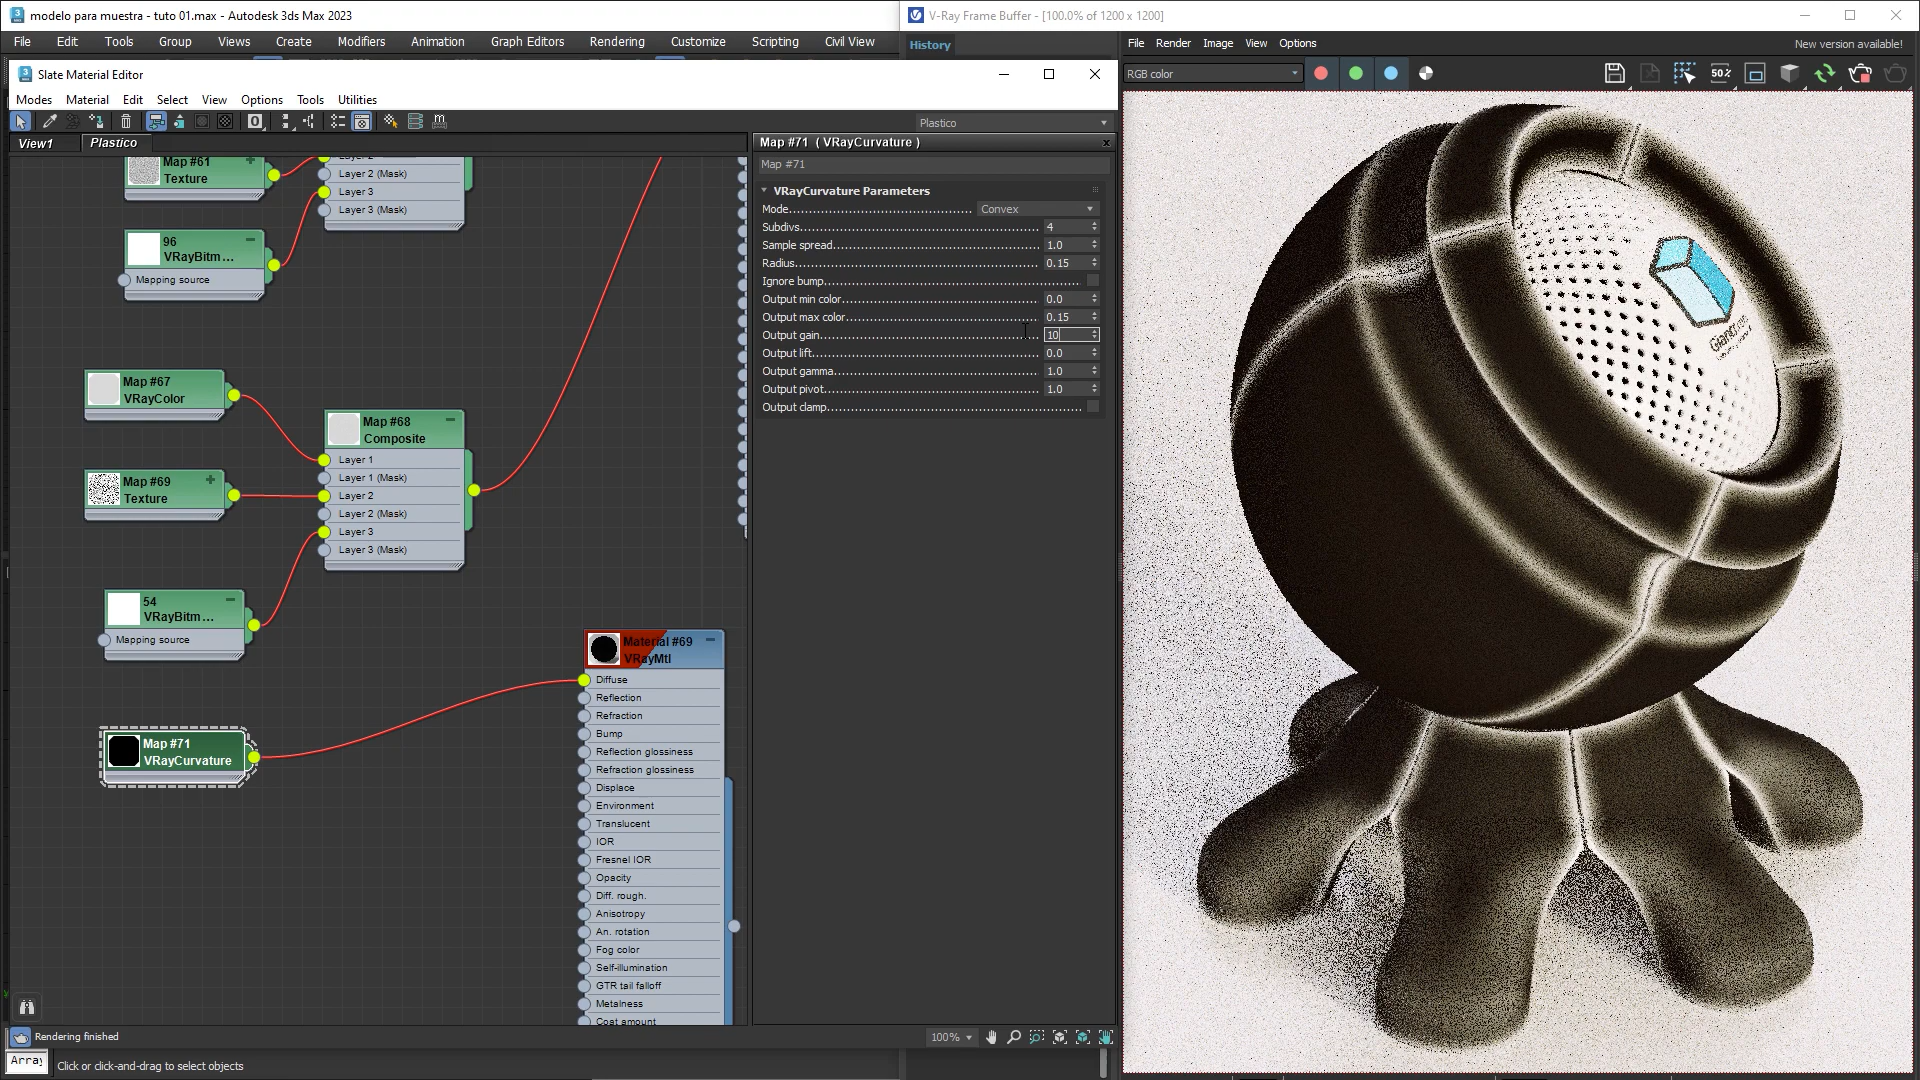 modelo para muestra - tuto 01.max - Autodesk 3ds Max 2023
V-Ray Frame Buffer - [100.0% of 1200 x 1200]
File Edit Tools Group Views Create Modifiers Animation Graph Editors Rendering Customize Scripting Civil View
History
File Render Image View Options
New version available!
Slate Material Editor
RGB color
50%
Modes Material Edit Select View Options Tools Utilities
Plastico
View1
Plastico
Map #71 ( VRayCurvature )
Map #71
Map #61
Texture
Layer 2 (Mask)
Layer 3
Layer 3 (Mask)
96
VRayBitm...
Mapping source
Map #67
VRayColor
Map #68
Composite
Layer 1
Layer 1 (Mask)
Layer 2
Layer 2 (Mask)
Layer 3
Layer 3 (Mask)
Map #69
Texture
54
VRayBitm...
Mapping source
Map #71
VRayCurvature
Material #69
VRayMtl
Diffuse
Reflection
Refraction
Bump
Reflection glossiness
Refraction glossiness
Displace
Environment
Translucent
IOR
Fresnel IOR
Opacity
Diff. rough.
Anisotropy
An. rotation
Fog color
Self-illumination
GTR tail falloff
Metalness
Coat amount
VRayCurvature Parameters
Mode Convex
Subdivs 4
Sample spread 1.0
Radius 0.15
Ignore bump
Output min color 0.0
Output max color 0.15
Output gain 10
Output lift 0.0
Output gamma 1.0
Output pivot 1.0
Output clamp
Rendering finished
100%
Array
Click or click-and-drag to select objects